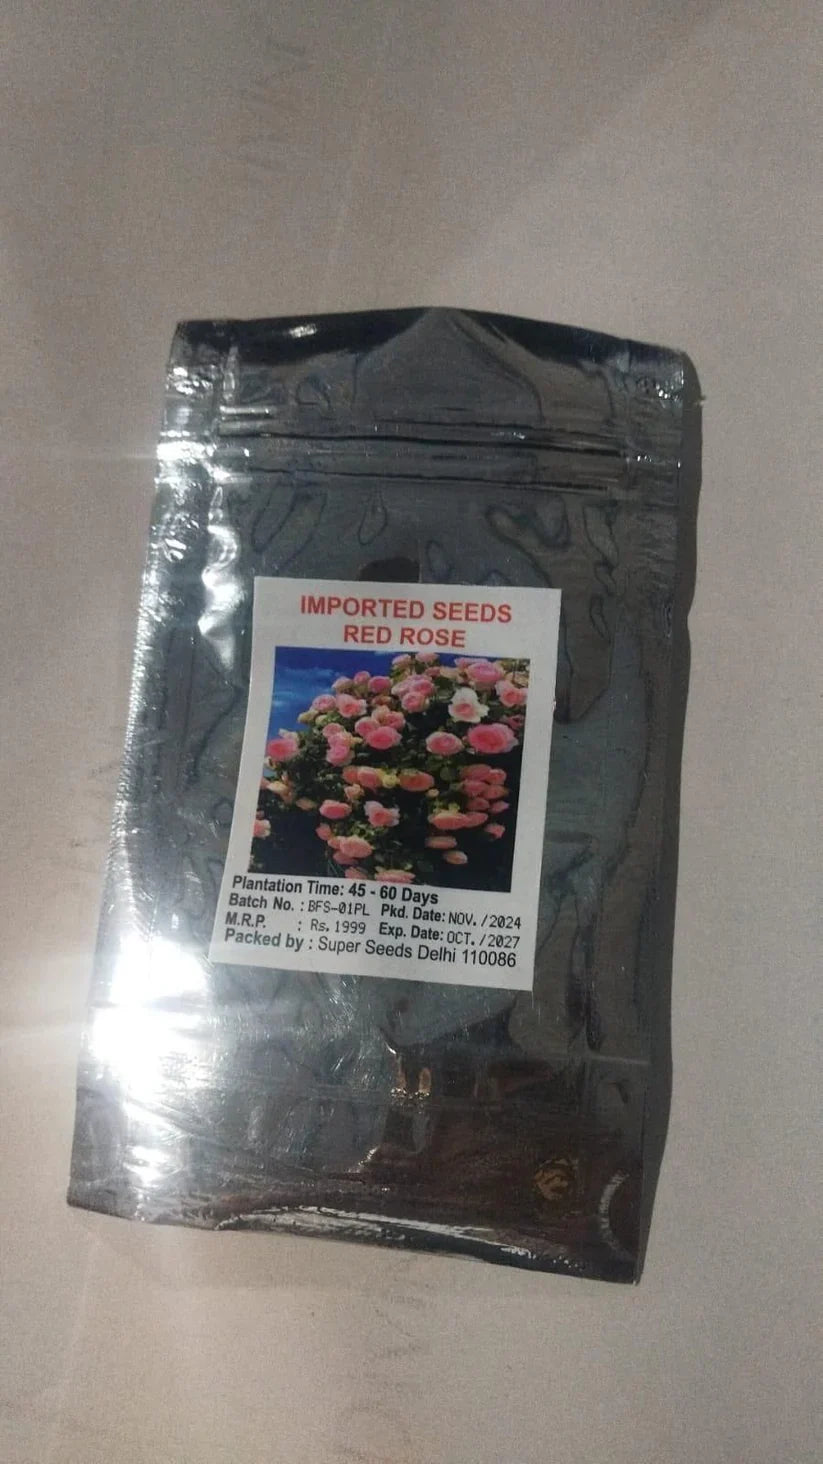 IMPORTED SEEDS
RED ROSE
Plantation Time: 45 - 60 Days
Batch No. : BFS-01PL Pkd. Date: NOV./2024
M.R.P. : Rs. 1999 Exp. Date: OCT./2027
Packed by : Super Seeds Delhi 110086